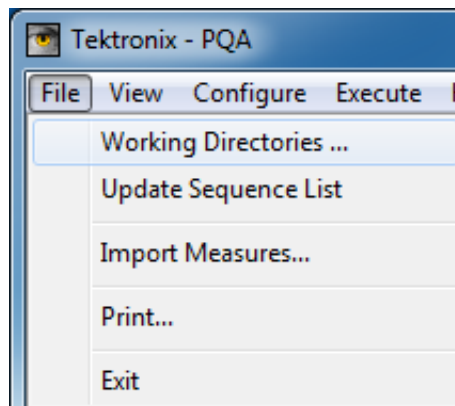 Tektronix - PQA
File View Configure Execute
Working Directories ...
Update Sequence List
Import Measures...
Print...
Exit